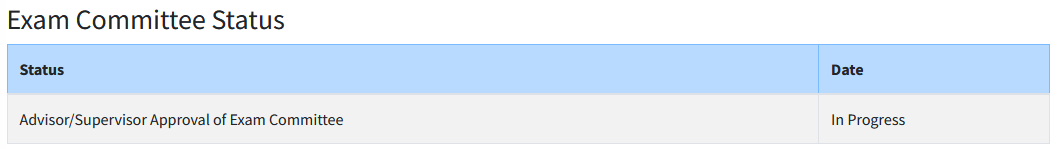 Exam Committee Status
Status Date
Advisor/Supervisor Approval of Exam Committee In Progress